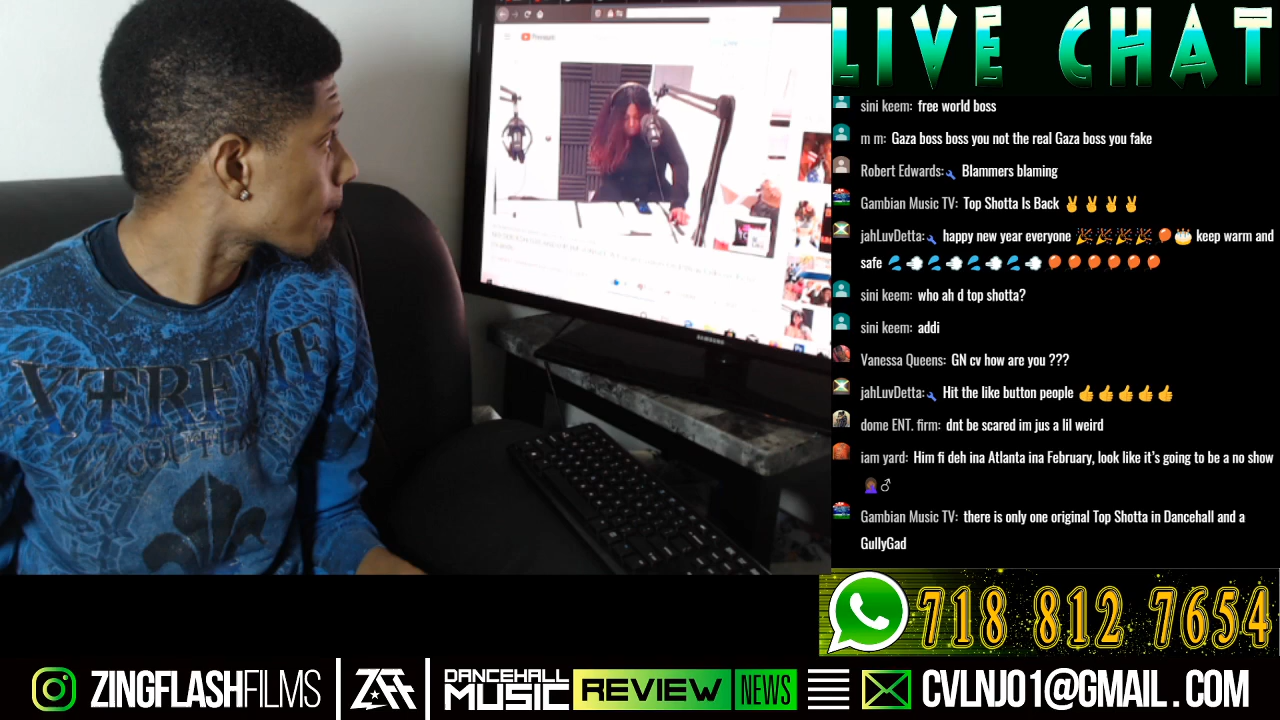 Premium
SAMSUNG
XTREME
COUTURE
LIVE CHAT
sini keem: free world boss
m m: Gaza boss boss you not the real Gaza boss you fake
Robert Edwards:🔧 Blammers blaming
Gambian Music TV: Top Shotta Is Back ✌✌✌✌
jahLuvDetta:🔧 happy new year everyone 🎉🎉🎉🎉 🎈🎂 keep warm and
safe 💦💨💦💨💦💨💦💨 🎈🎈🎈🎈🎈🎈
sini keem: who ah d top shotta?
sini keem: addi
Vanessa Queens: GN cv how are you ???
jahLuvDetta:🔧 Hit the like button people 👍👍👍👍👍
dome ENT. firm: dnt be scared im jus a lil weird
iam yard: Him fi deh ina Atlanta ina February, look like it's going to be a no show
🤦🏾♂
Gambian Music TV: there is only one original Top Shotta in Dancehall and a
GullyGad
718 812 7654
ZINGFLASHFILMS
ZFF
DANCEHALL
MUSIC REVIEW NEWS
CVLNJ01@GMAIL.COM